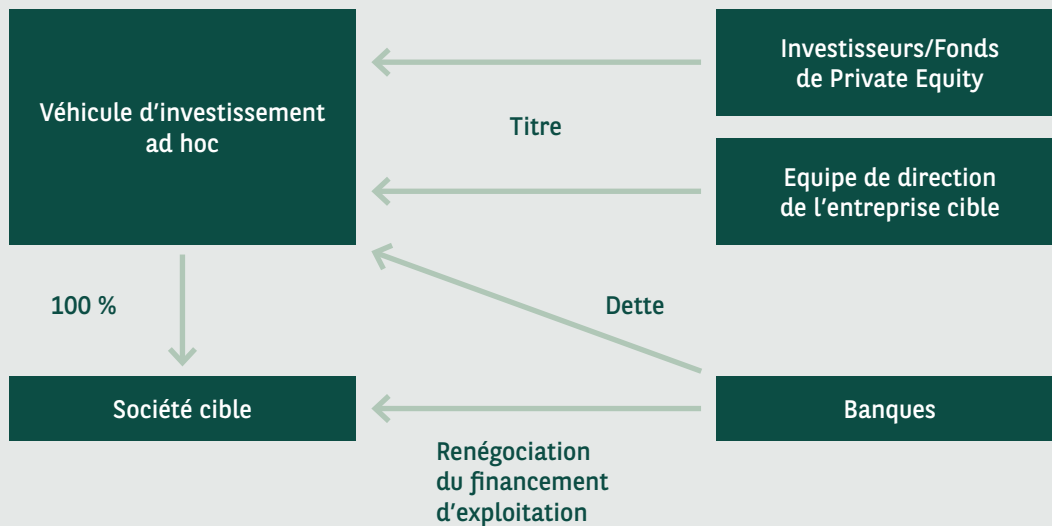 Véhicule d'investissement
ad hoc
Investisseurs/Fonds
de Private Equity
Titre
Equipe de direction
de l'entreprise cible
100 %
Dette
Société cible
Banques
Renégociation
du financement
d'exploitation